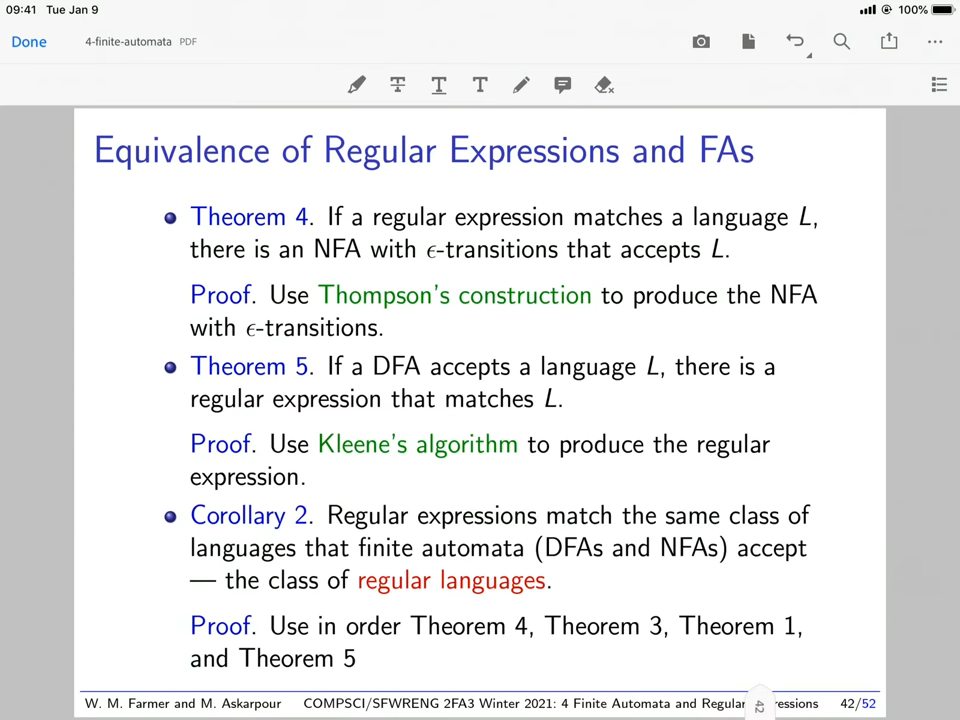 09:41 Tue Jan 9
100%
Done
4-finite-automata PDF
T T T
Equivalence of Regular Expressions and FAs
Theorem 4. If a regular expression matches a language L,
there is an NFA with ϵ-transitions that accepts L.
Proof. Use Thompson's construction to produce the NFA
with ϵ-transitions.
Theorem 5. If a DFA accepts a language L, there is a
regular expression that matches L.
Proof. Use Kleene's algorithm to produce the regular
expression.
Corollary 2. Regular expressions match the same class of
languages that finite automata (DFAs and NFAs) accept
— the class of regular languages.
Proof. Use in order Theorem 4, Theorem 3, Theorem 1,
and Theorem 5
W. M. Farmer and M. Askarpour COMPSCI/SFWRENG 2FA3 Winter 2021: 4 Finite Automata and Regular pressions 42/52
42